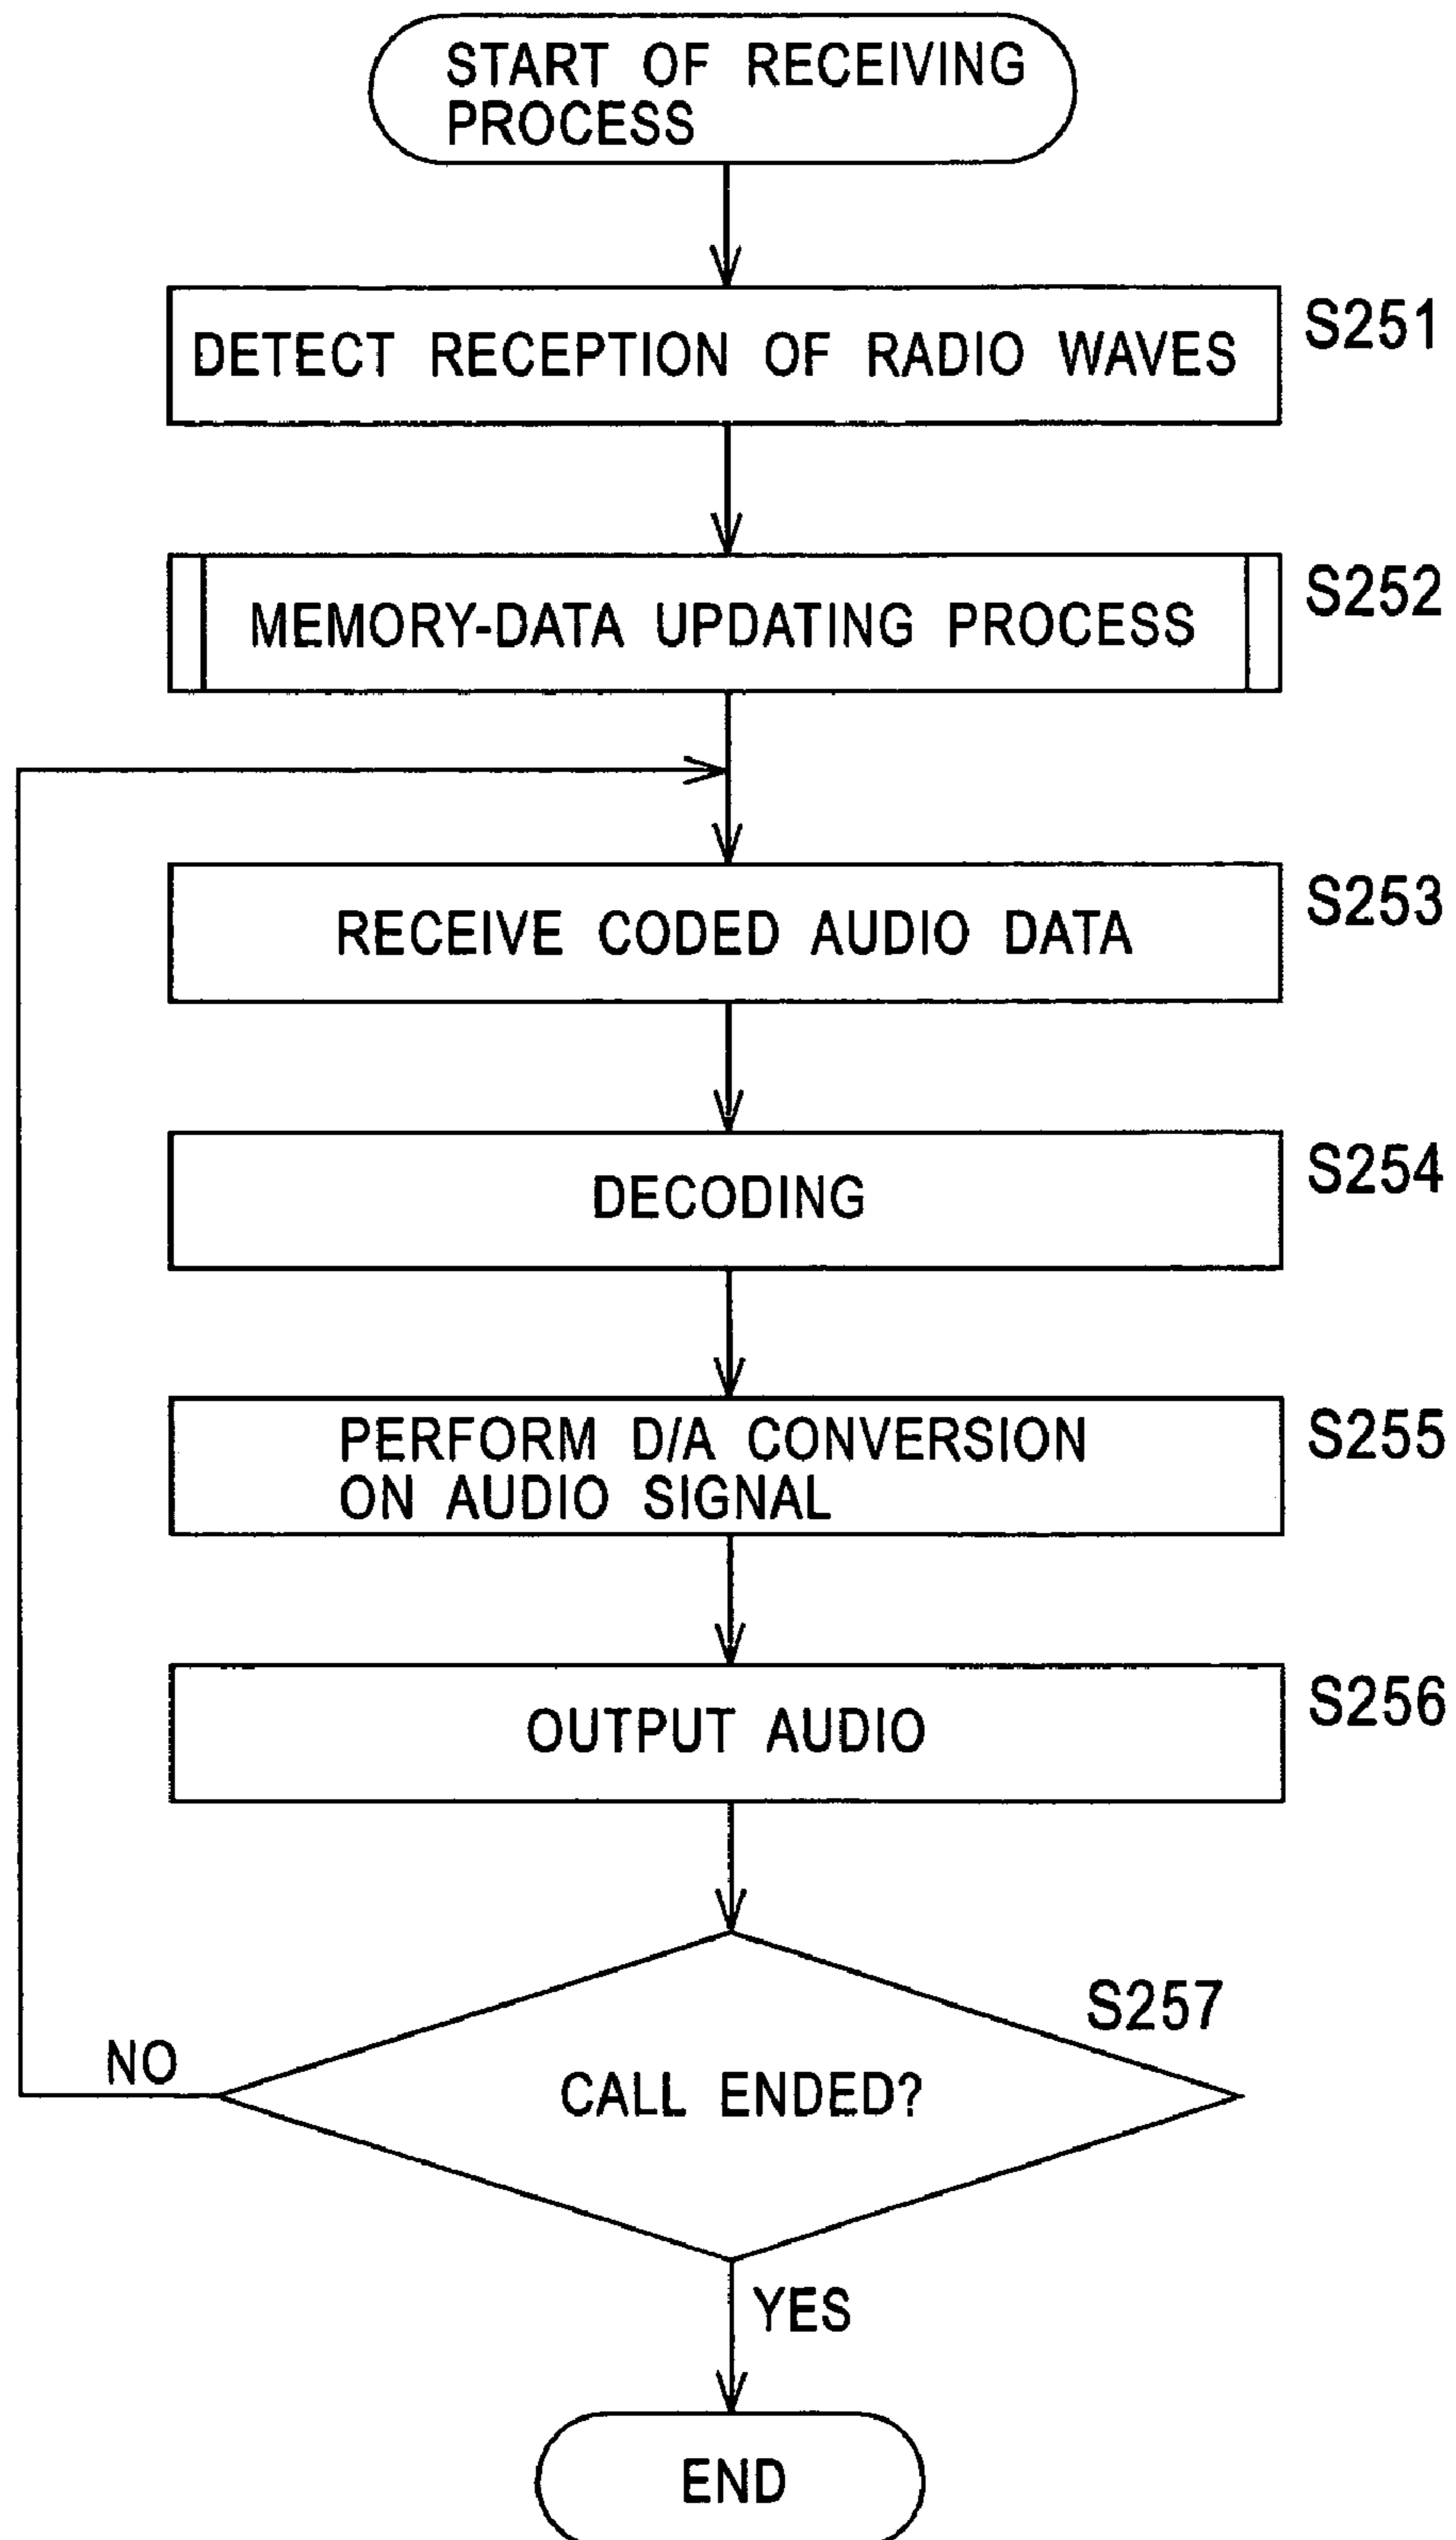 START OF RECEIVING
PROCESS
DETECT RECEPTION OF RADIO WAVES
S251
MEMORY-DATA UPDATING PROCESS
S252
RECEIVE CODED AUDIO DATA
S253
DECODING
S254
PERFORM D/A CONVERSION
ON AUDIO SIGNAL
S255
OUTPUT AUDIO
S256
S257
NO
CALL ENDED?
YES
END